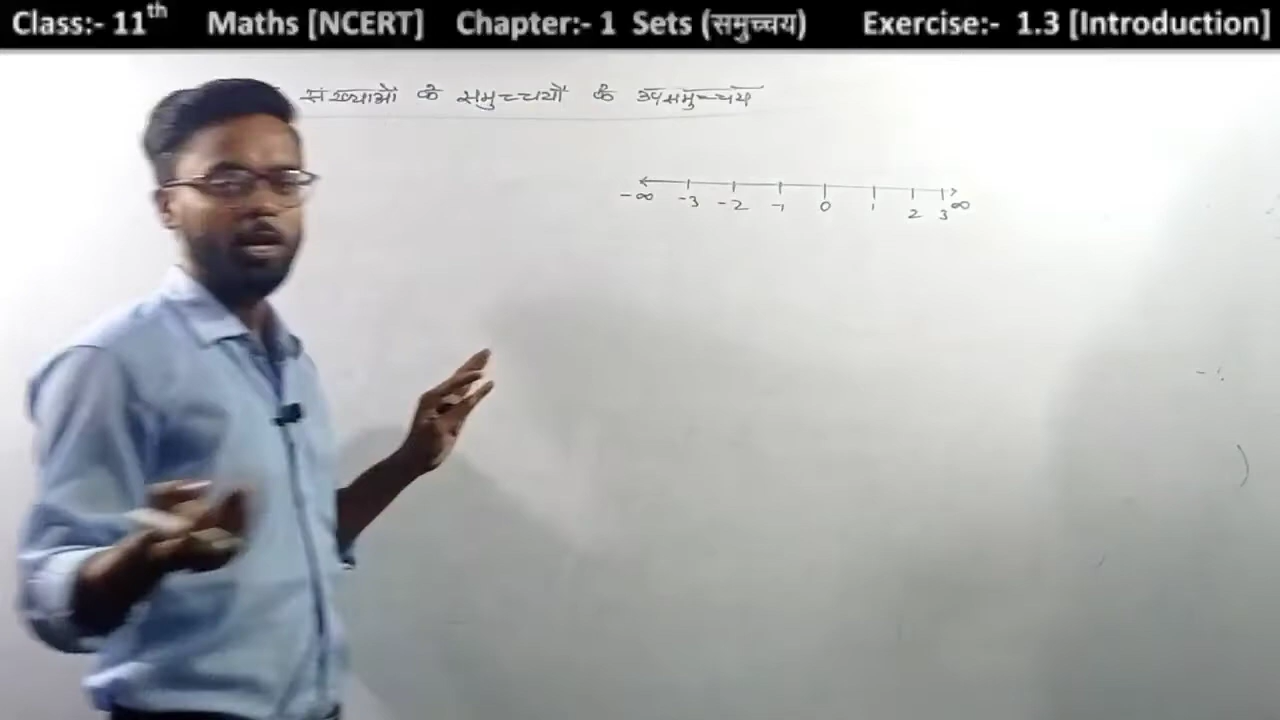 Class:- 11th Maths [NCERT] Chapter:- 1 Sets (समुच्चय) Exercise:- 1.3 [Introduction]
संख्याओं के समुच्चयों के उपसमुच्चय
-∞ -3 -2 -1 0 1 2 3 ∞